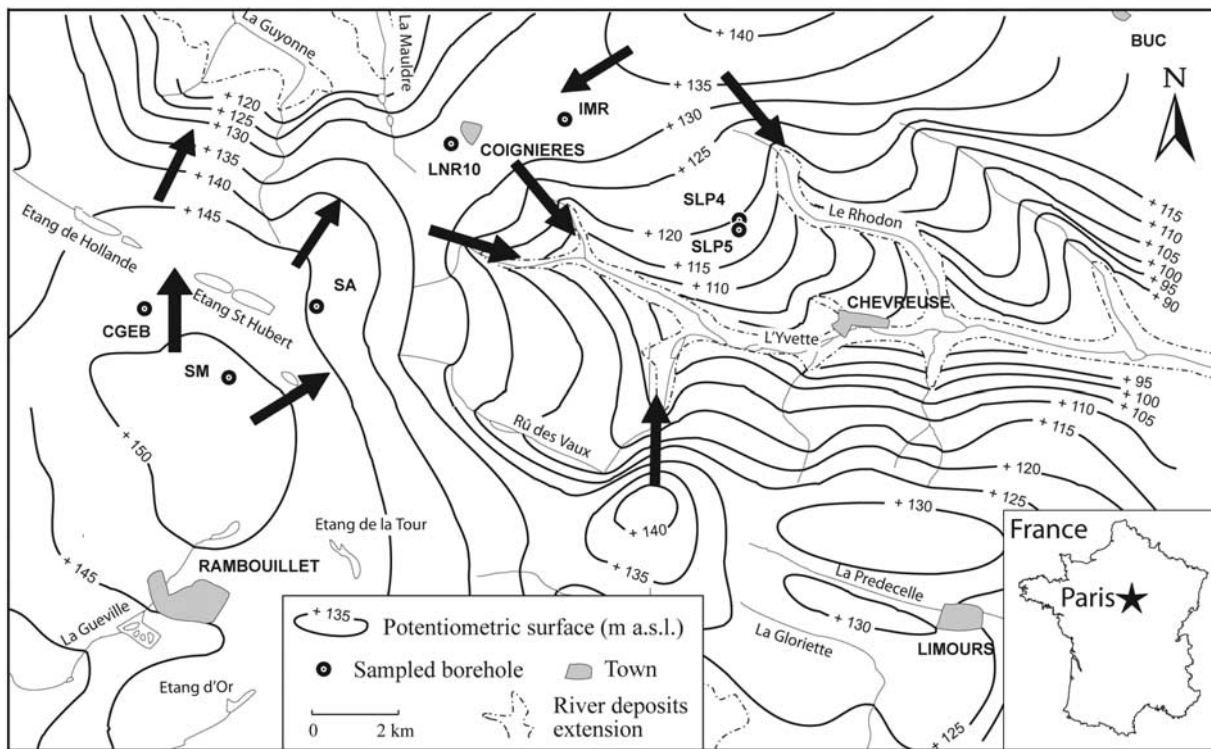 La Guyonne
La Mauldre
+ 140
BUC
+ 135
N
+ 120
+ 125
+ 130
+ 135
+ 140
+ 145
IMR
+ 130
COIGNIERES
LNR10
+ 125
SLP4
SLP5
+ 120
+ 115
+ 110
Le Rhodon
+ 115
+ 110
+ 105
+ 100
+ 95
+ 90
Etang de Hollande
Etang St Hubert
SA
CGEB
SM
CHEVREUSE
L'Yvette
+ 95
+ 100
+ 105
+ 110
+ 115
+ 120
+ 125
+ 150
Rû des Vaux
+ 130
+ 140
+ 135
Etang de la Tour
RAMBOUILLET
+ 145
La Gueville
Etang d'Or
La Predecelle
+ 130
LIMOURS
La Gloriette
+ 125
+ 135
Potentiometric surface (m a.s.l.)
Sampled borehole
Town
River deposits
extension
0
2 km
France
Paris